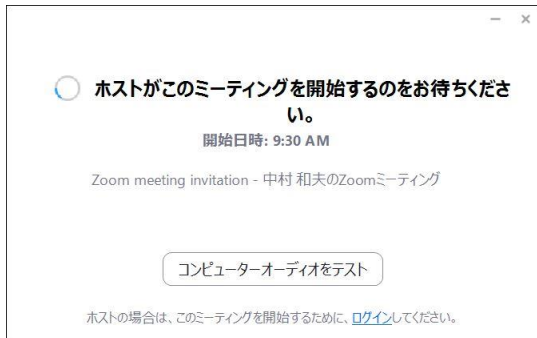 ホストがこのミーティングを開始するのをお待ちくださ
い。
開始日時: 9:30 AM
Zoom meeting invitation - 中村 和夫のZoomミーティング
コンピューターオーディオをテスト
ホストの場合は、このミーティングを開始するために、ログインしてください。